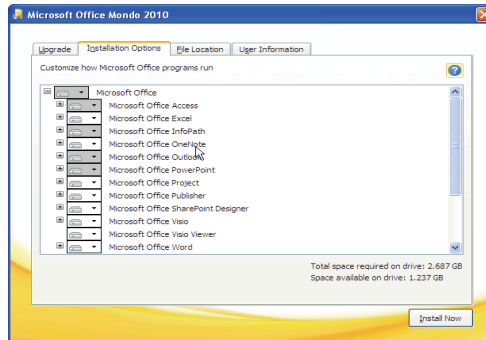 Microsoft Office Mondo 2010
Upgrade Installation Options File Location User Information
Customize how Microsoft Office programs run
Microsoft Office
Microsoft Office Access
Microsoft Office Excel
Microsoft Office InfoPath
Microsoft Office OneNote
Microsoft Office Outlook
Microsoft Office PowerPoint
Microsoft Office Project
Microsoft Office Publisher
Microsoft Office SharePoint Designer
Microsoft Office Visio
Microsoft Office Visio Viewer
Microsoft Office Word
Total space required on drive: 2.687 GB
Space available on drive: 1.237 GB
Install Now